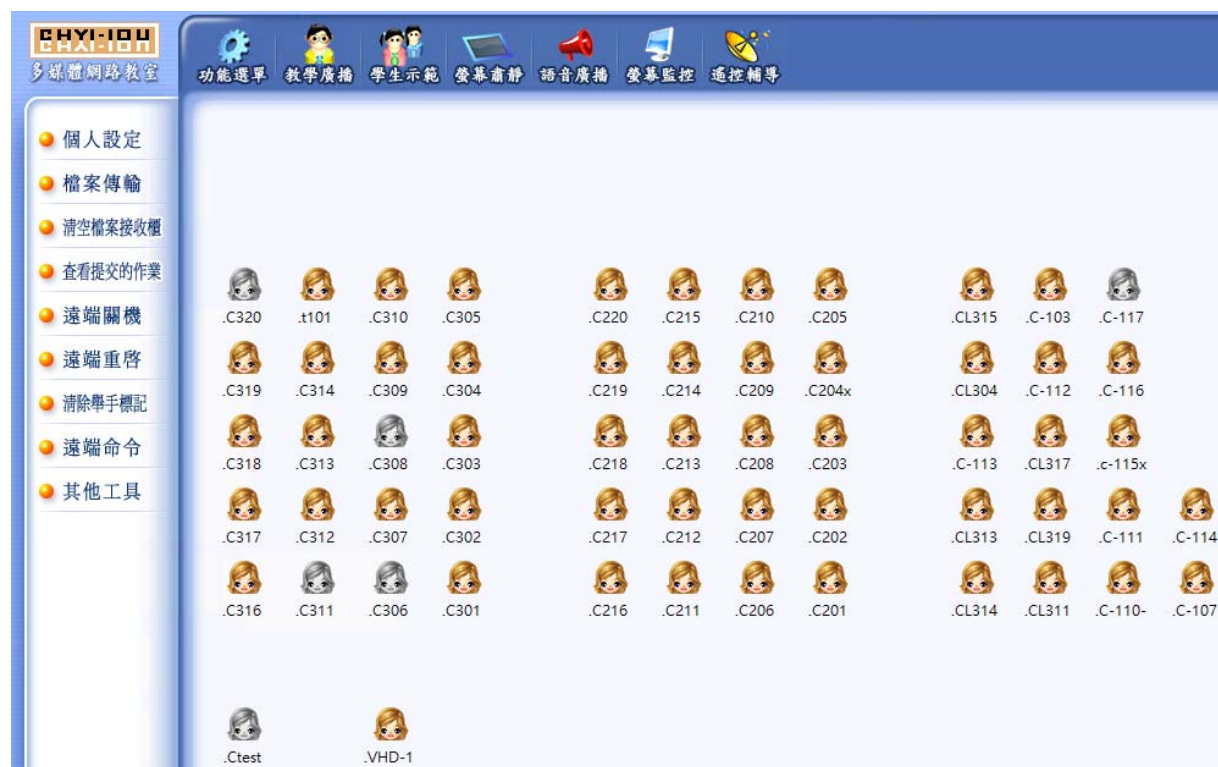 CHYI-IOH
多媒體網路教室
功能選單 教學廣播 學生示範 螢幕肅靜 語音廣播 螢幕監控 遙控輔導
個人設定
檔案傳輸
清空檔案接收櫃
查看提交的作業
遠端關機
遠端重啓
清除舉手標記
遠端命令
其他工具
.C320 .t101 .C310 .C305 .C220 .C215 .C210 .C205 .CL315 .C-103 .C-117
.C319 .C314 .C309 .C304 .C219 .C214 .C209 .C204x .CL304 .C-112 .C-116
.C318 .C313 .C308 .C303 .C218 .C213 .C208 .C203 .C-113 .CL317 .c-115x
.C317 .C312 .C307 .C302 .C217 .C212 .C207 .C202 .CL313 .CL319 .C-111 .C-114
.C316 .C311 .C306 .C301 .C216 .C211 .C206 .C201 .CL314 .CL311 .C-110- .C-107
.Ctest .VHD-1